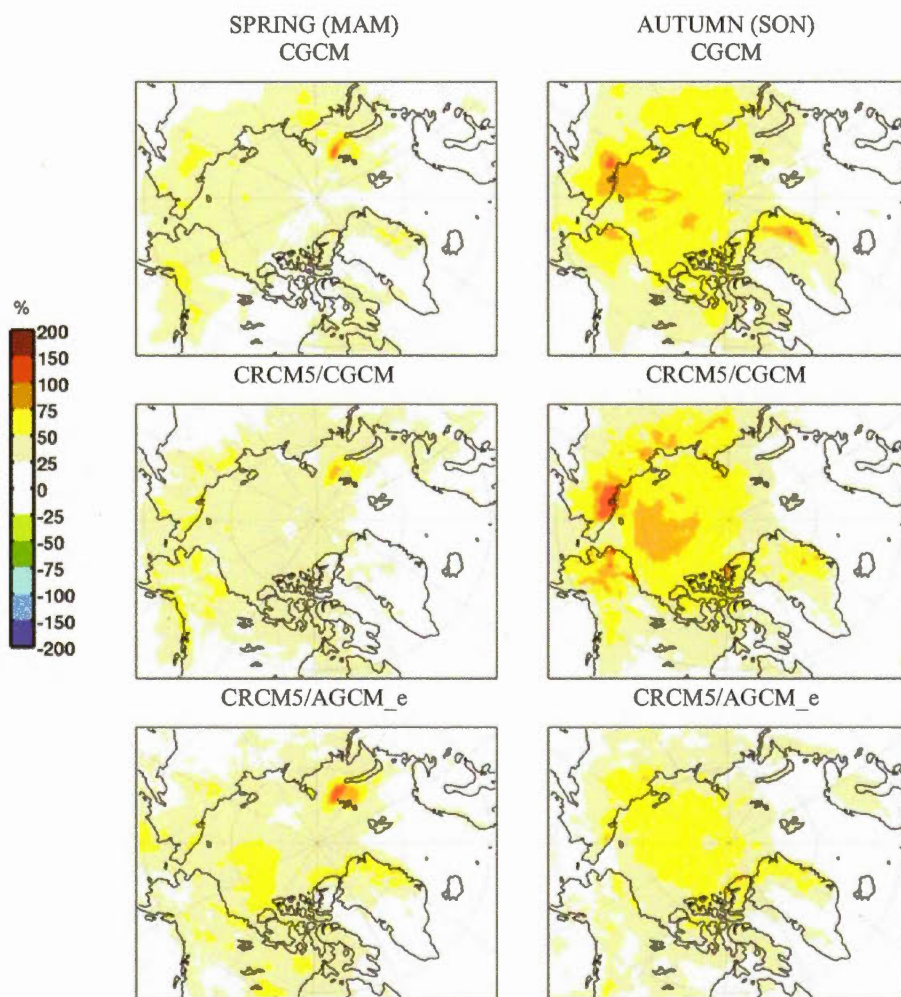 SPRING (MAM)
CGCM
AUTUMN (SON)
CGCM
%
200
150
100
75
50
25
0
-25
-50
-75
-100
-150
-200
CRCM5/CGCM
CRCM5/CGCM
CRCM5/AGCM_e
CRCM5/AGCM_e